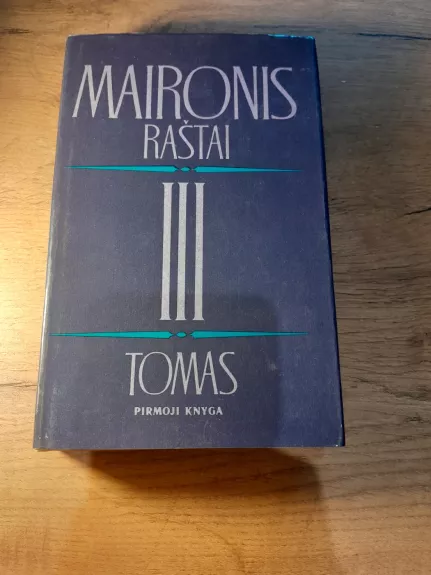 MAIRONIS
RAŠTAI
III
TOMAS
PIRMOJI KNYGA